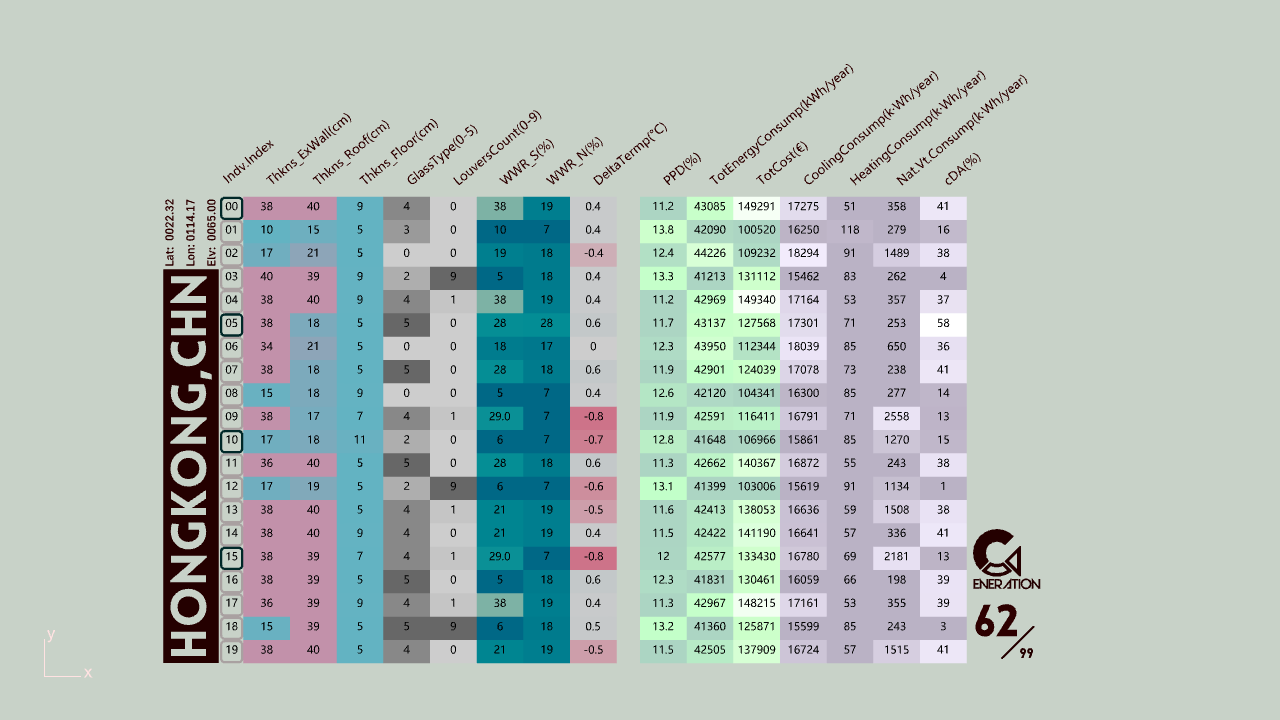 Indv.Index Thkns_ExWall(cm) Thkns_Roof(cm) Thkns_Floor(cm) GlassType(0-5) LouversCount(0-9) WWR_S(%) WWR_N(%) DeltaTermp(°C) PPD(%) TotEnergyConsump(kWh/year) TotCost(€) CoolingConsump(k·Wh/year) HeatingConsump(k·Wh/year) Nat.Vt.Consump(k·Wh/year) cDA(%)
Lat: 0022.32
Lon: 0114.17
Elv: 0065.00
HONGKONG,CHN
00 38 40 9 4 0 38 19 0.4 11.2 43085 149291 17275 51 358 41
01 10 15 5 3 0 10 7 0.4 13.8 42090 100520 16250 118 279 16
02 17 21 5 0 0 19 18 -0.4 12.4 44226 109232 18294 91 1489 38
03 40 39 9 2 9 5 18 0.4 13.3 41213 131112 15462 83 262 4
04 38 40 9 4 1 38 19 0.4 11.2 42969 149340 17164 53 357 37
05 38 18 5 5 0 28 28 0.6 11.7 43137 127568 17301 71 253 58
06 34 21 5 0 0 18 17 0 12.3 43950 112344 18039 85 650 36
07 38 18 5 5 0 28 18 0.6 11.9 42901 124039 17078 73 238 41
08 15 18 9 0 0 5 7 0.4 12.6 42120 104341 16300 85 277 14
09 38 17 7 4 1 29.0 7 -0.8 11.9 42591 116411 16791 71 2558 13
10 17 18 11 2 0 6 7 -0.7 12.8 41648 106966 15861 85 1270 15
11 36 40 5 5 0 28 18 0.6 11.3 42662 140367 16872 55 243 38
12 17 19 5 2 9 6 7 -0.6 13.1 41399 103006 15619 91 1134 1
13 38 40 5 4 1 21 19 -0.5 11.6 42413 138053 16636 59 1508 38
14 38 40 9 4 0 21 19 0.4 11.5 42422 141190 16641 57 336 41
15 38 39 7 4 1 29.0 7 -0.8 12 42577 133430 16780 69 2181 13
16 38 39 5 5 0 5 18 0.6 12.3 41831 130461 16059 66 198 39
17 36 39 9 4 1 38 19 0.4 11.3 42967 148215 17161 53 355 39
18 15 39 5 5 9 6 18 0.5 13.2 41360 125871 15599 85 243 3
19 38 40 5 4 0 21 19 -0.5 11.5 42505 137909 16724 57 1515 41
G
ENERATION
62/99
y
x